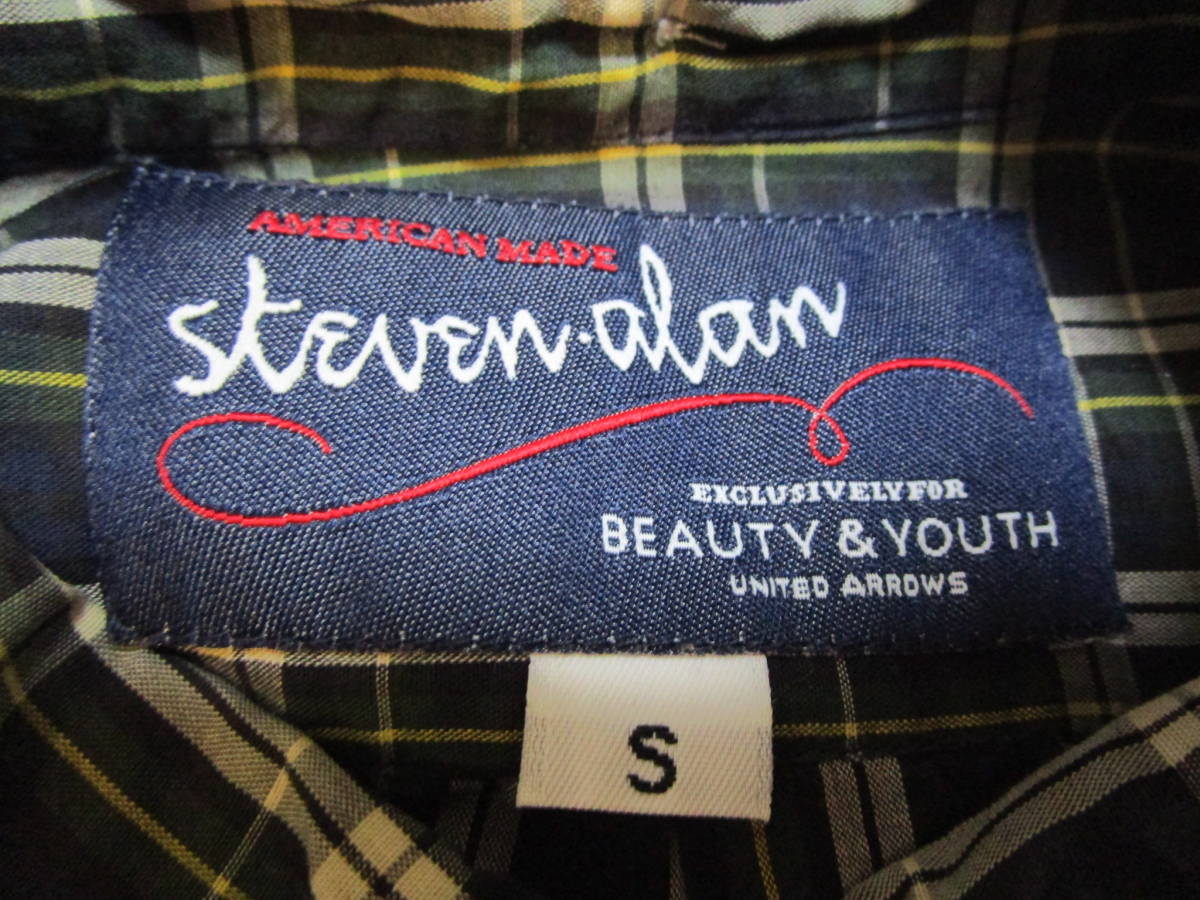 AMERICAN MADE
steven·alan
EXCLUSIVELY FOR
BEAUTY & YOUTH
UNITED ARROWS
S